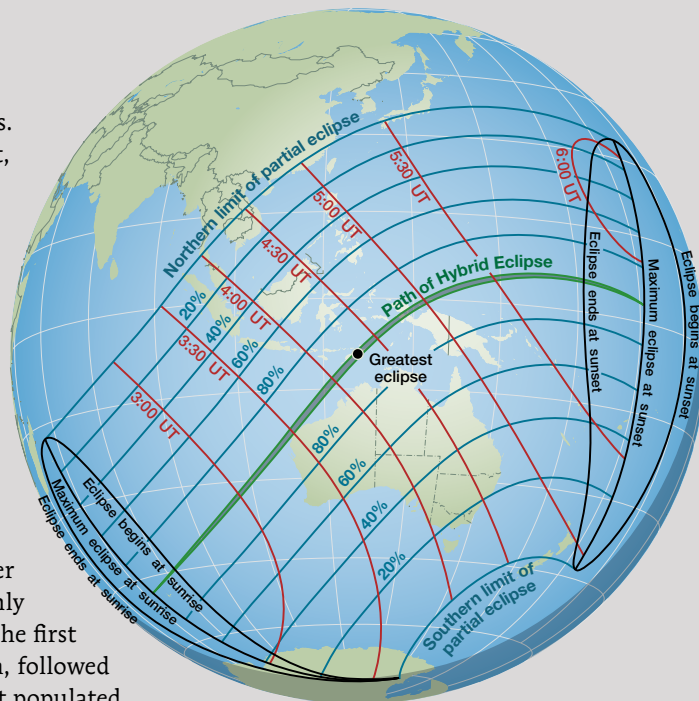 s.
t,
er
nly
he first
n, followed
t populated
Northern limit of partial eclipse
20%
40%
60%
80%
3:00 UT
3:30 UT
4:00 UT
4:30 UT
5:00 UT
5:30 UT
6:00 UT
Path of Hybrid Eclipse
Greatest
eclipse
80%
60%
40%
20%
Southern limit of
partial eclipse
Eclipse begins at sunrise
Maximum eclipse at sunrise
Eclipse ends at sunrise
Eclipse ends at sunset
Maximum eclipse at sunset
Eclipse begins at sunset